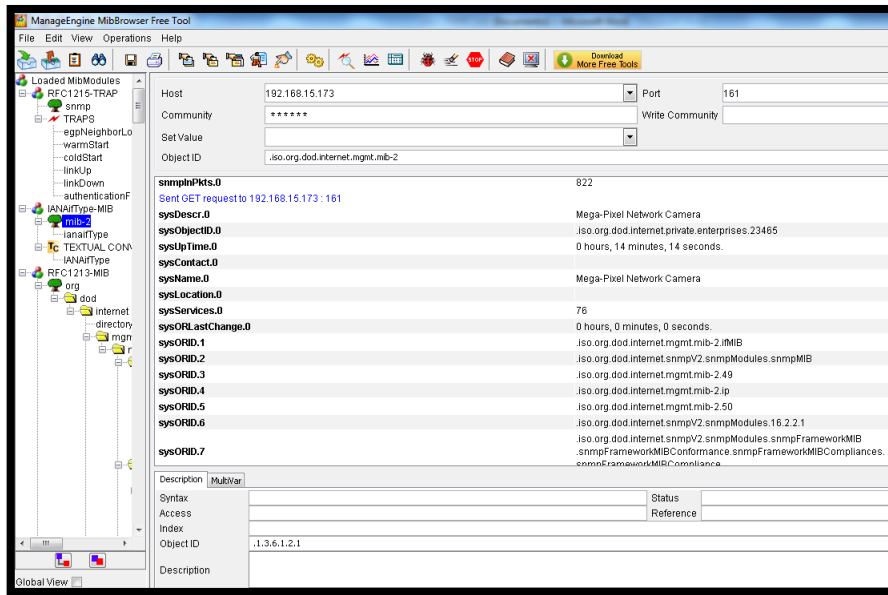 ManageEngine MibBrowser Free Tool
File Edit View Operations Help
STOP
Download
More Free Tools
Loaded MibModules
RFC1215-TRAP
snmp
TRAPS
egpNeighborLo
warmStart
coldStart
linkUp
linkDown
authenticationF
IANAifType-MIB
mib-2
ianaifType
Tc TEXTUAL CON
IANAifType
RFC1213-MIB
org
dod
internet
directory
mgm
Global View
Host 192.168.15.173 Port 161
Community ****** Write Community
Set Value
Object ID .iso.org.dod.internet.mgmt.mib-2
snmpInPkts.0 822
Sent GET request to 192.168.15.173 : 161
sysDescr.0 Mega-Pixel Network Camera
sysObjectID.0 .iso.org.dod.internet.private.enterprises.23465
sysUpTime.0 0 hours, 14 minutes, 14 seconds.
sysContact.0
sysName.0 Mega-Pixel Network Camera
sysLocation.0
sysServices.0 76
sysORLastChange.0 0 hours, 0 minutes, 0 seconds.
sysORID.1 .iso.org.dod.internet.mgmt.mib-2.ifMIB
sysORID.2 .iso.org.dod.internet.snmpV2.snmpModules.snmpMIB
sysORID.3 .iso.org.dod.internet.mgmt.mib-2.49
sysORID.4 .iso.org.dod.internet.mgmt.mib-2.ip
sysORID.5 .iso.org.dod.internet.mgmt.mib-2.50
sysORID.6 .iso.org.dod.internet.snmpV2.snmpModules.16.2.2.1
.iso.org.dod.internet.snmpV2.snmpModules.snmpFrameworkMIB
sysORID.7 .snmpFrameworkMIBConformance.snmpFrameworkMIBCompliances.
snmpFrameworkMIBCompliance
Description MultiVar
Syntax Status
Access Reference
Index
Object ID .1.3.6.1.2.1
Description